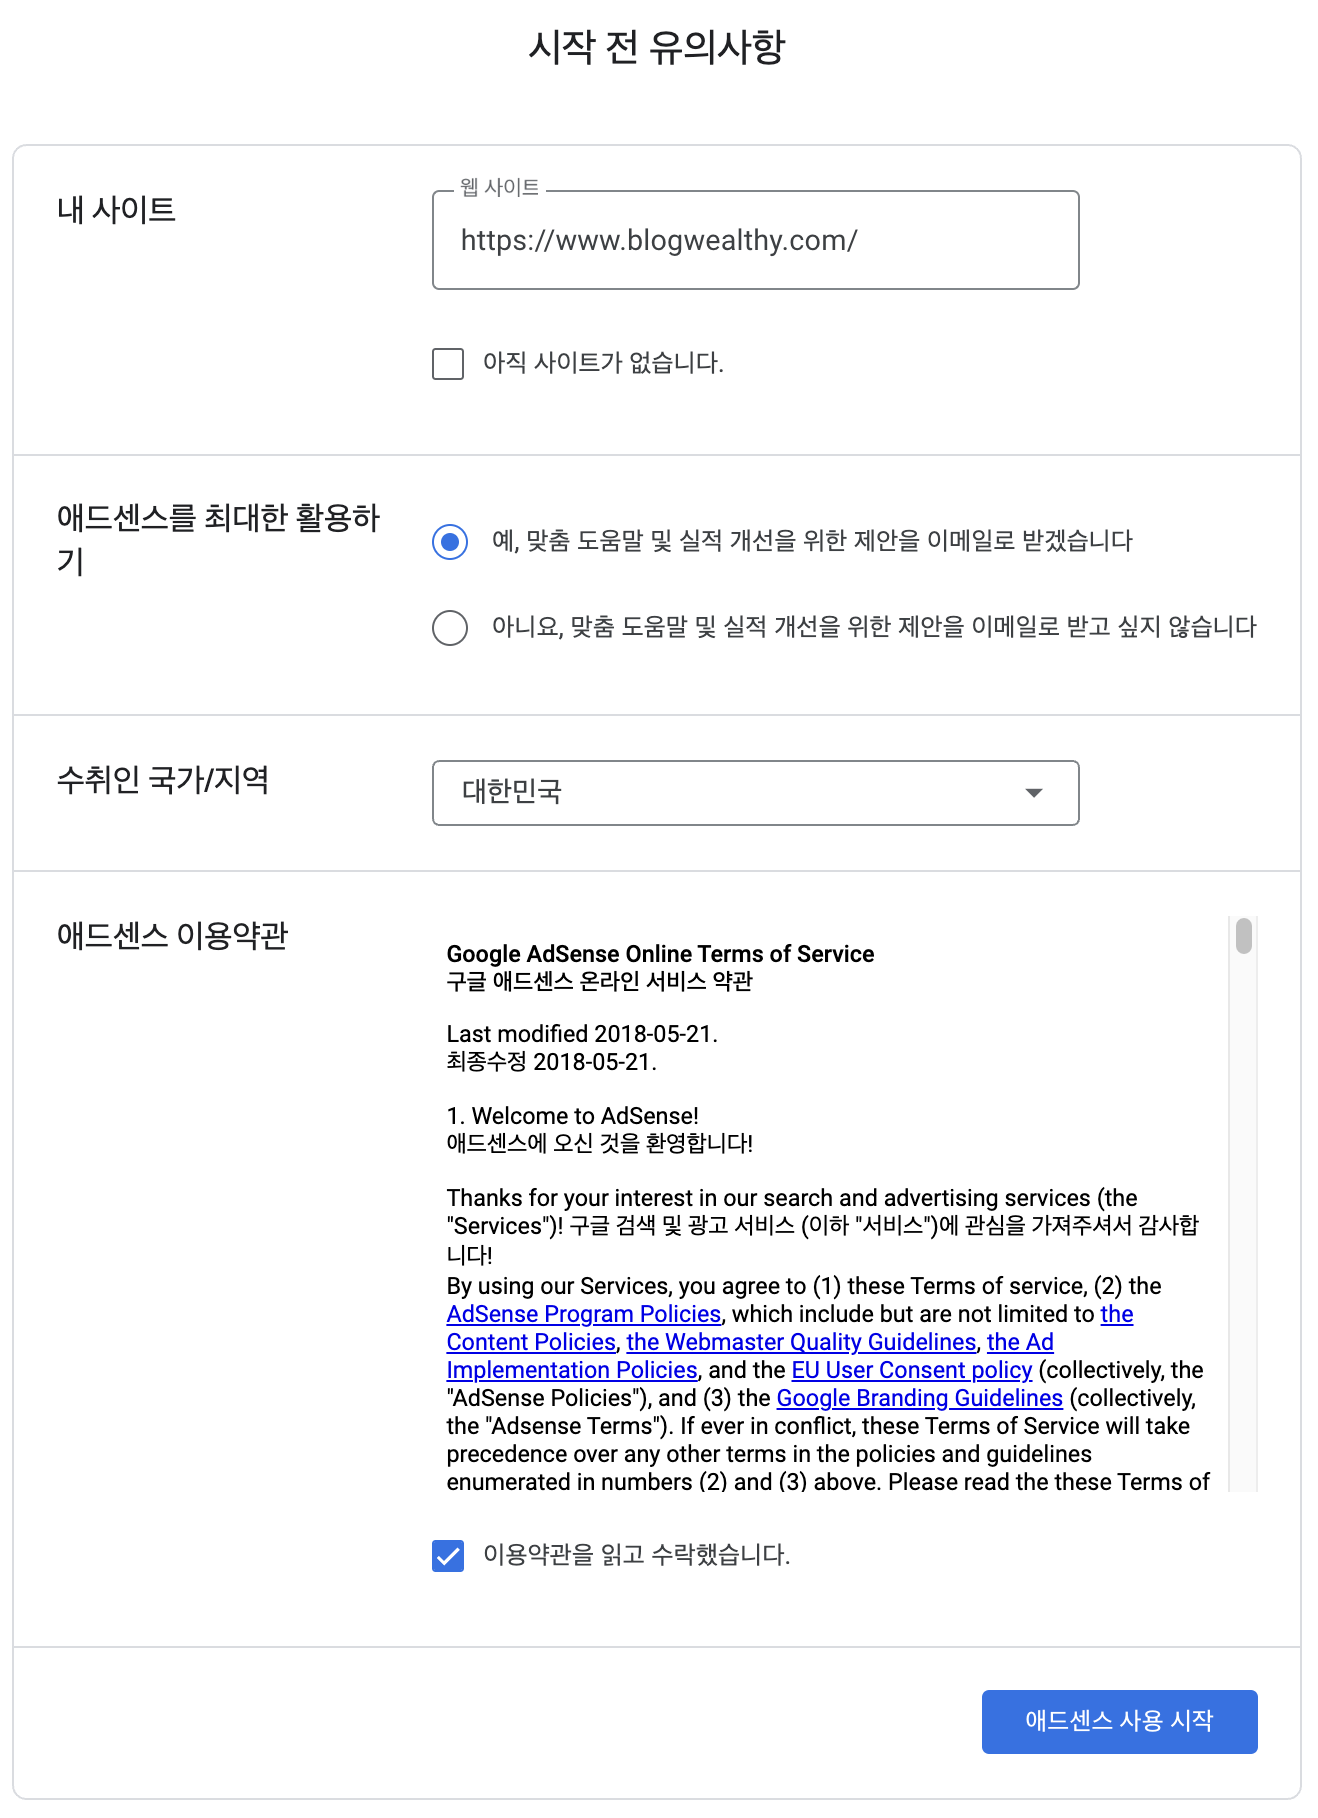 시작 전 유의사항
내 사이트
웹 사이트
https://www.blogwealthy.com/
아직 사이트가 없습니다.
애드센스를 최대한 활용하
기
예, 맞춤 도움말 및 실적 개선을 위한 제안을 이메일로 받겠습니다
아니요, 맞춤 도움말 및 실적 개선을 위한 제안을 이메일로 받고 싶지 않습니다
수취인 국가/지역
대한민국
애드센스 이용약관
Google AdSense Online Terms of Service
구글 애드센스 온라인 서비스 약관
Last modified 2018-05-21.
최종수정 2018-05-21.
1. Welcome to AdSense!
애드센스에 오신 것을 환영합니다!
Thanks for your interest in our search and advertising services (the
"Services")! 구글 검색 및 광고 서비스 (이하 "서비스")에 관심을 가져주셔서 감사합
니다!
By using our Services, you agree to (1) these Terms of service, (2) the
AdSense Program Policies, which include but are not limited to the
Content Policies, the Webmaster Quality Guidelines, the Ad
Implementation Policies, and the EU User Consent policy (collectively, the
"AdSense Policies"), and (3) the Google Branding Guidelines (collectively,
the "Adsense Terms"). If ever in conflict, these Terms of Service will take
precedence over any other terms in the policies and guidelines
enumerated in numbers (2) and (3) above. Please read the these Terms of
이용약관을 읽고 수락했습니다.
애드센스 사용 시작